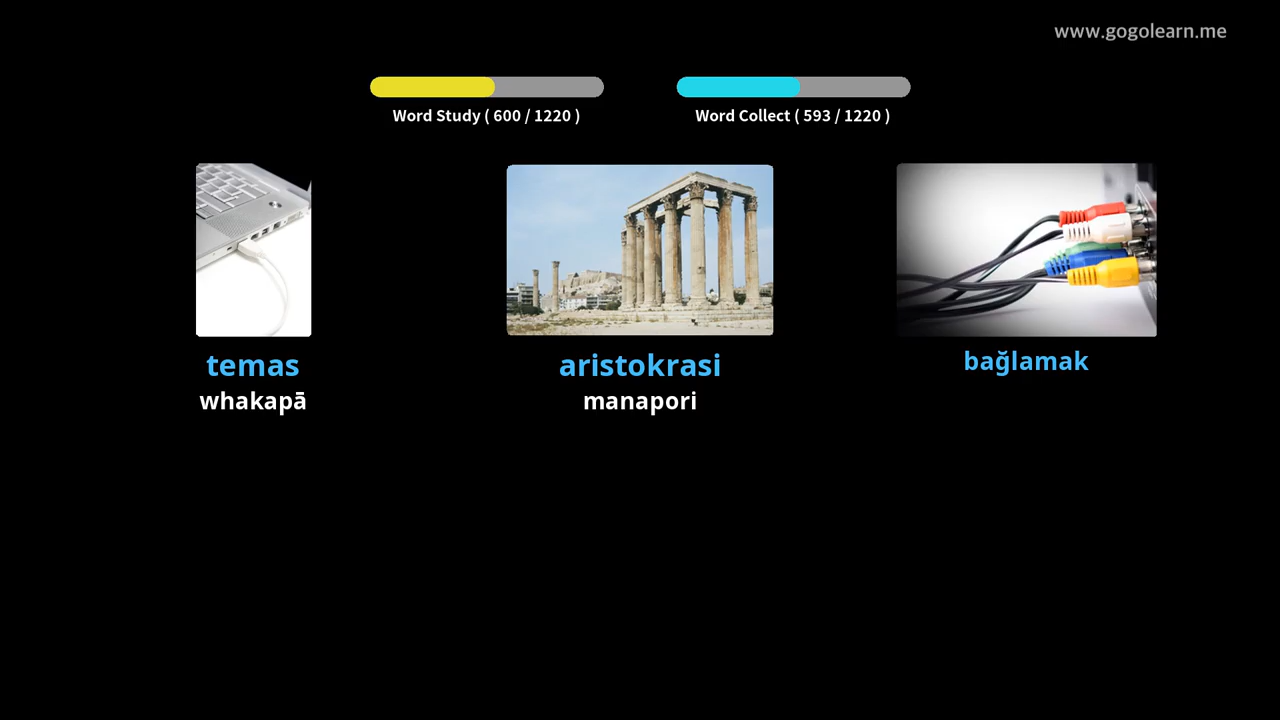 www.gogolearn.me
Word Study ( 600 / 1220 )
Word Collect ( 593 / 1220 )
temas
whakapā
aristokrasi
manapori
bağlamak